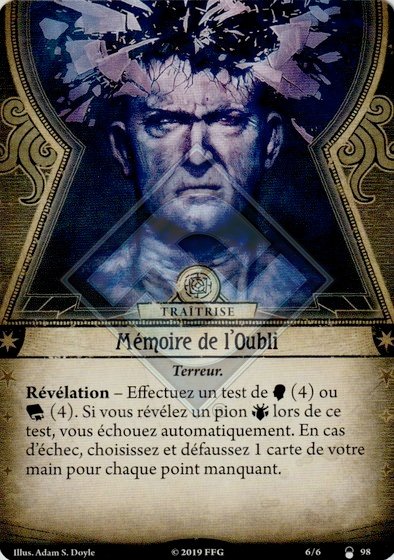 TRAÎTRISE
Mémoire de l'Oubli
Terreur.
Révélation – Effectuez un test de (4) ou
(4). Si vous révélez un pion lors de ce
test, vous échouez automatiquement. En cas
d'échec, choisissez et défaussez 1 carte de votre
main pour chaque point manquant.
Illus. Adam S. Doyle © 2019 FFG 6/6 98